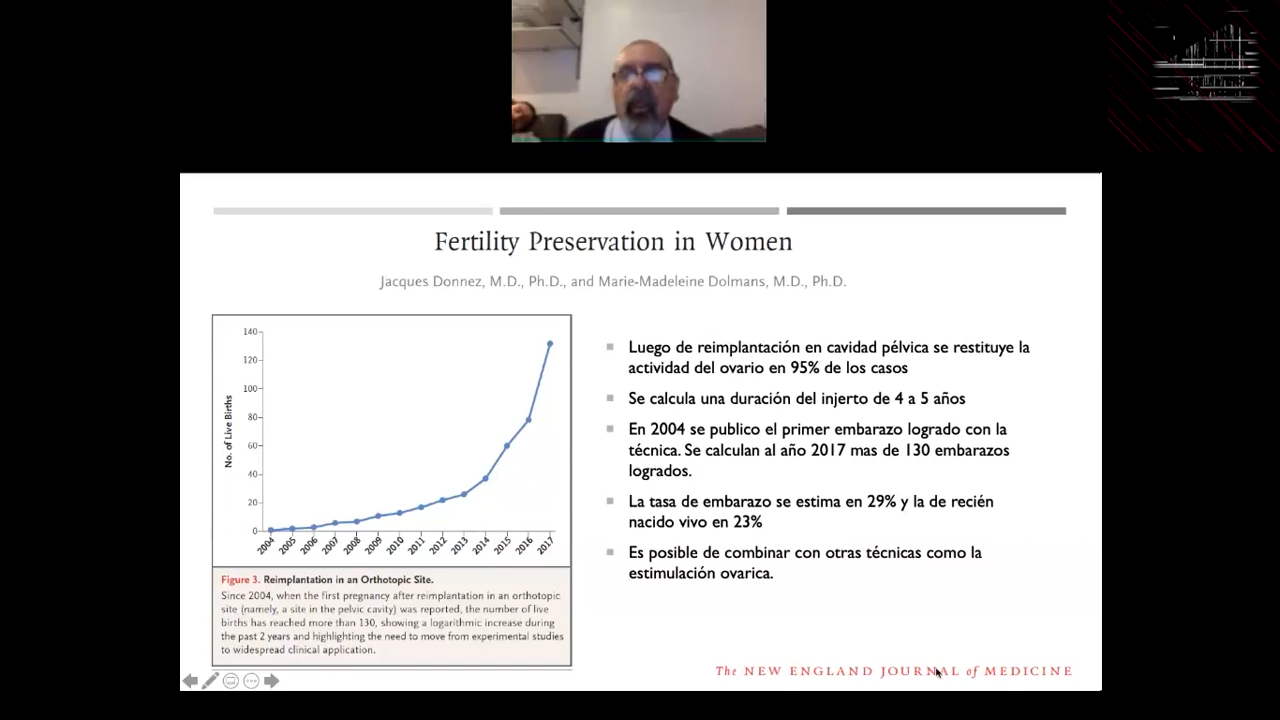 Fertility Preservation in Women
Jacques Donnez, M.D., Ph.D., and Marie-Madeleine Dolmans, M.D., Ph.D.
No. of Live Births
140
120
100
80
60
40
20
0
2004
2005
2006
2007
2008
2009
2010
2011
2012
2013
2014
2015
2016
2017
Figure 3. Reimplantation in an Orthotopic Site.
Since 2004, when the first pregnancy after reimplantation in an orthotopic
site (namely, a site in the pelvic cavity) was reported, the number of live
births has reached more than 130, showing a logarithmic increase during
the past 2 years and highlighting the need to move from experimental studies
to widespread clinical application.
Luego de reimplantación en cavidad pélvica se restituye la
actividad del ovario en 95% de los casos
Se calcula una duración del injerto de 4 a 5 años
En 2004 se publico el primer embarazo logrado con la
técnica. Se calculan al año 2017 mas de 130 embarazos
logrados.
La tasa de embarazo se estima en 29% y la de recién
nacido vivo en 23%
Es posible de combinar con otras técnicas como la
estimulación ovarica.
The NEW ENGLAND JOURNAL of MEDICINE